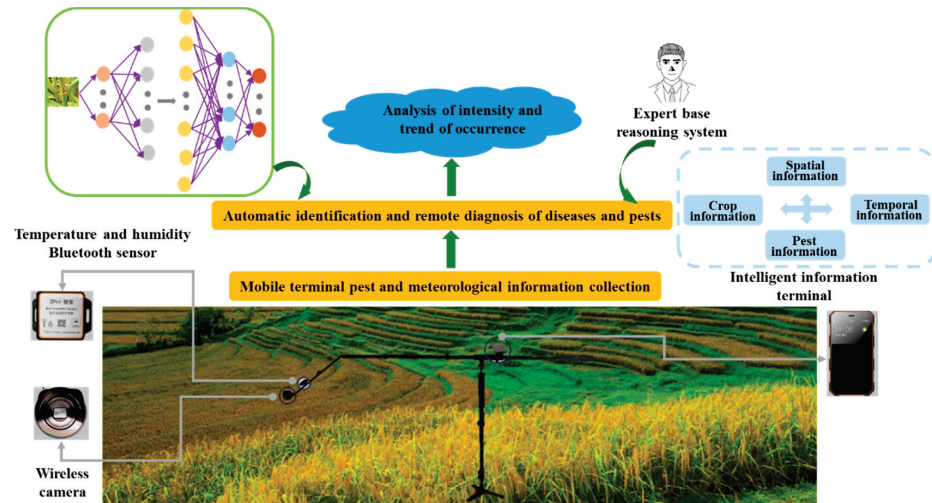 Analysis of intensity and
trend of occurrence
Expert base
reasoning system
Spatial
information
Crop
information
Temporal
information
Pest
information
Automatic identification and remote diagnosis of diseases and pests
Temperature and humidity
Bluetooth sensor
Mobile terminal pest and meteorological information collection
Intelligent information
terminal
Wireless
camera